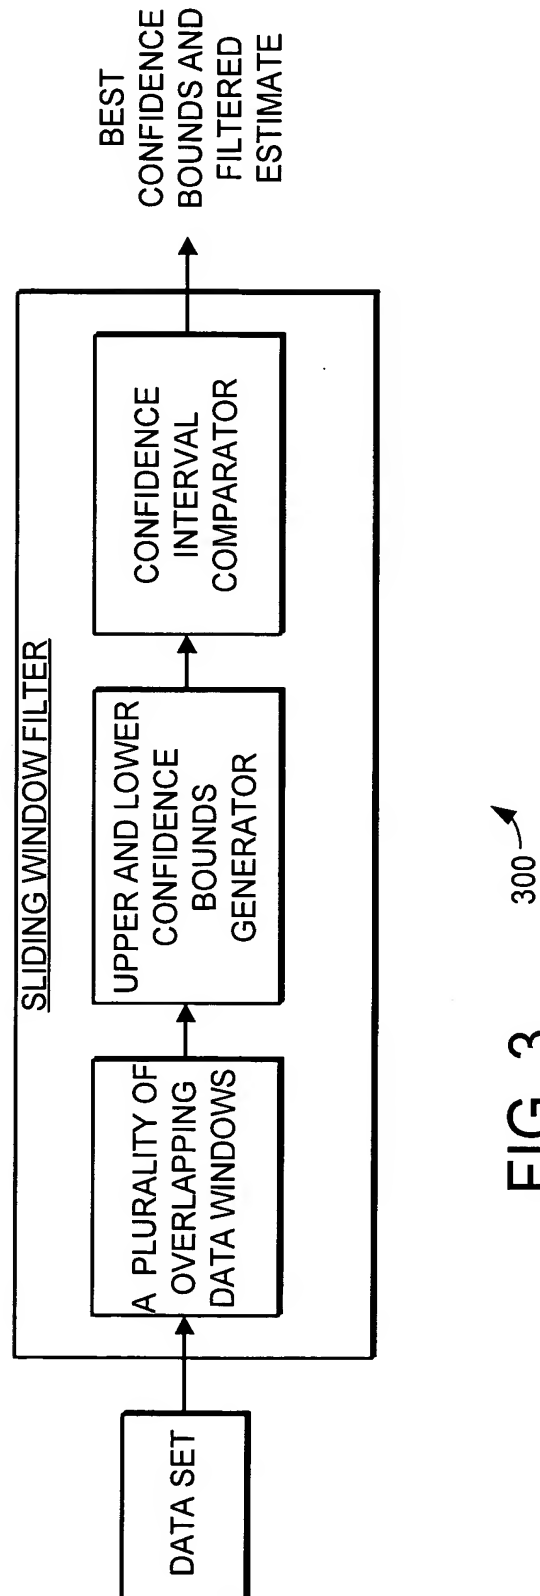 DATA SET
SLIDING WINDOW FILTER
A PLURALITY OF
OVERLAPPING
DATA WINDOWS
UPPER AND LOWER
CONFIDENCE
BOUNDS
GENERATOR
CONFIDENCE
INTERVAL
COMPARATOR
BEST
CONFIDENCE
BOUNDS AND
FILTERED
ESTIMATE
300
FIG. 3